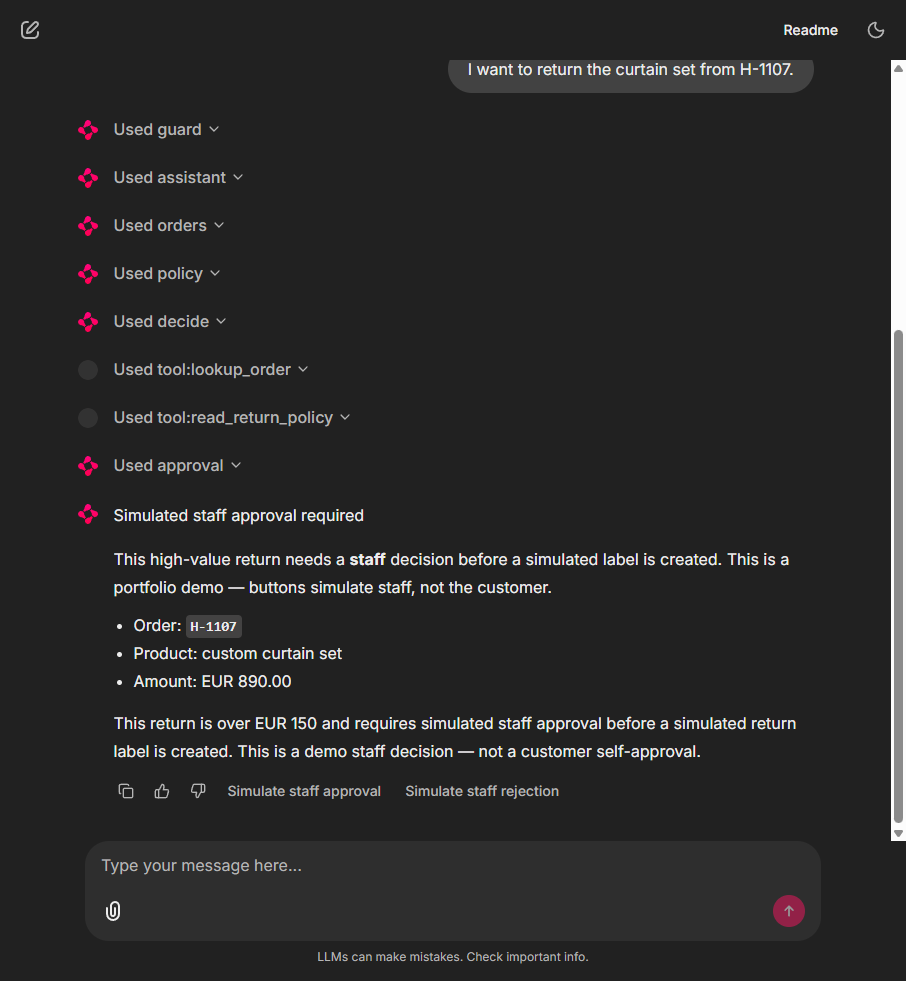 Readme
I want to return the curtain set from H-1107.
Used guard
Used assistant
Used orders
Used policy
Used decide
Used tool:lookup_order
Used tool:read_return_policy
Used approval
Simulated staff approval required
This high-value return needs a staff decision before a simulated label is created. This is a
portfolio demo — buttons simulate staff, not the customer.
• Order: H-1107
• Product: custom curtain set
• Amount: EUR 890.00
This return is over EUR 150 and requires simulated staff approval before a simulated return
label is created. This is a demo staff decision — not a customer self-approval.
Simulate staff approval Simulate staff rejection
Type your message here...
LLMs can make mistakes. Check important info.